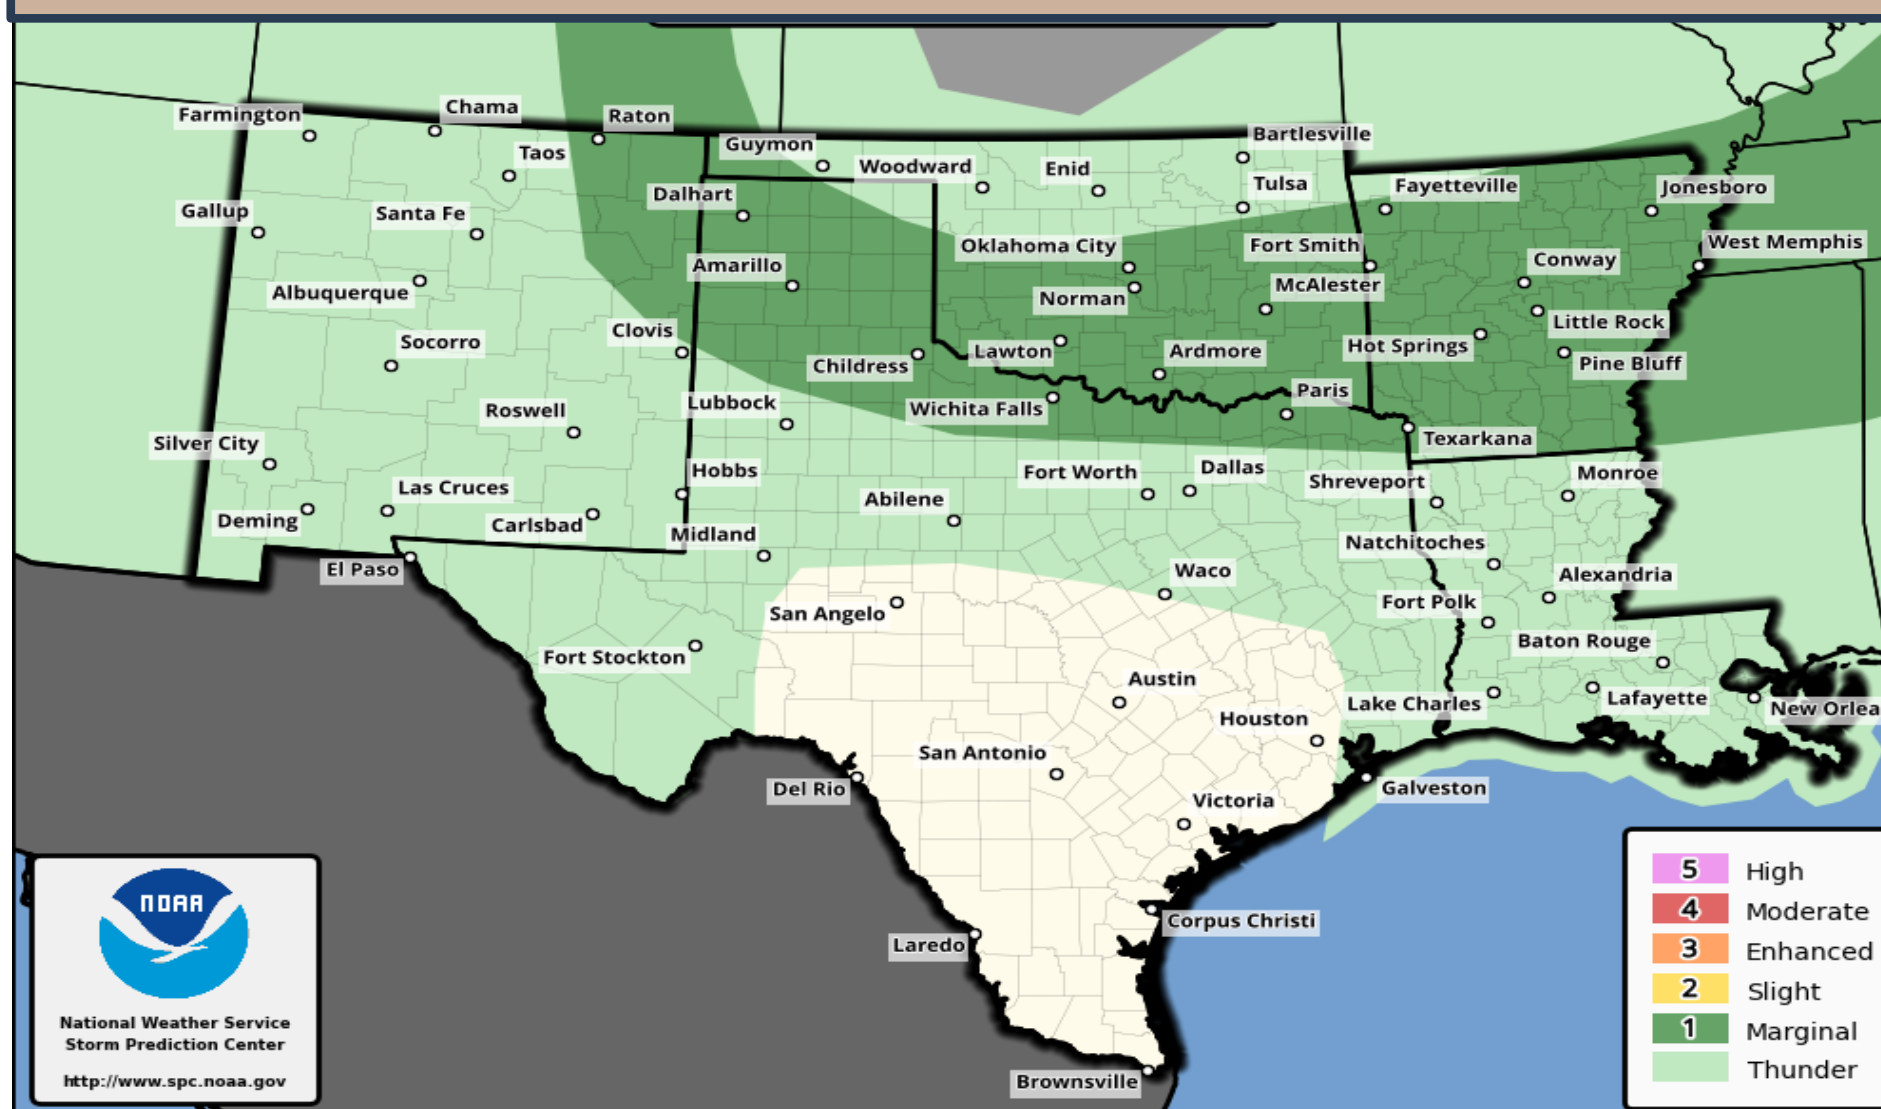 Farmington
Chama
Raton
Taos
Guymon
Woodward
Enid
Bartlesville
Tulsa
Fayetteville
Jonesboro
Gallup
Santa Fe
Dalhart
Oklahoma City
Fort Smith
West Memphis
Albuquerque
Amarillo
Norman
McAlester
Conway
Socorro
Clovis
Childress
Lawton
Ardmore
Hot Springs
Little Rock
Pine Bluff
Roswell
Lubbock
Wichita Falls
Paris
Texarkana
Silver City
Las Cruces
Hobbs
Abilene
Fort Worth
Dallas
Shreveport
Monroe
Deming
Carlsbad
Midland
Natchitoches
El Paso
San Angelo
Waco
Alexandria
Fort Polk
Fort Stockton
Austin
Baton Rouge
Houston
Lake Charles
Lafayette
New Orlea
San Antonio
Del Rio
Victoria
Galveston
Corpus Christi
Laredo
Brownsville
NOAA
National Weather Service
Storm Prediction Center
http://www.spc.noaa.gov
5 High
4 Moderate
3 Enhanced
2 Slight
1 Marginal
Thunder